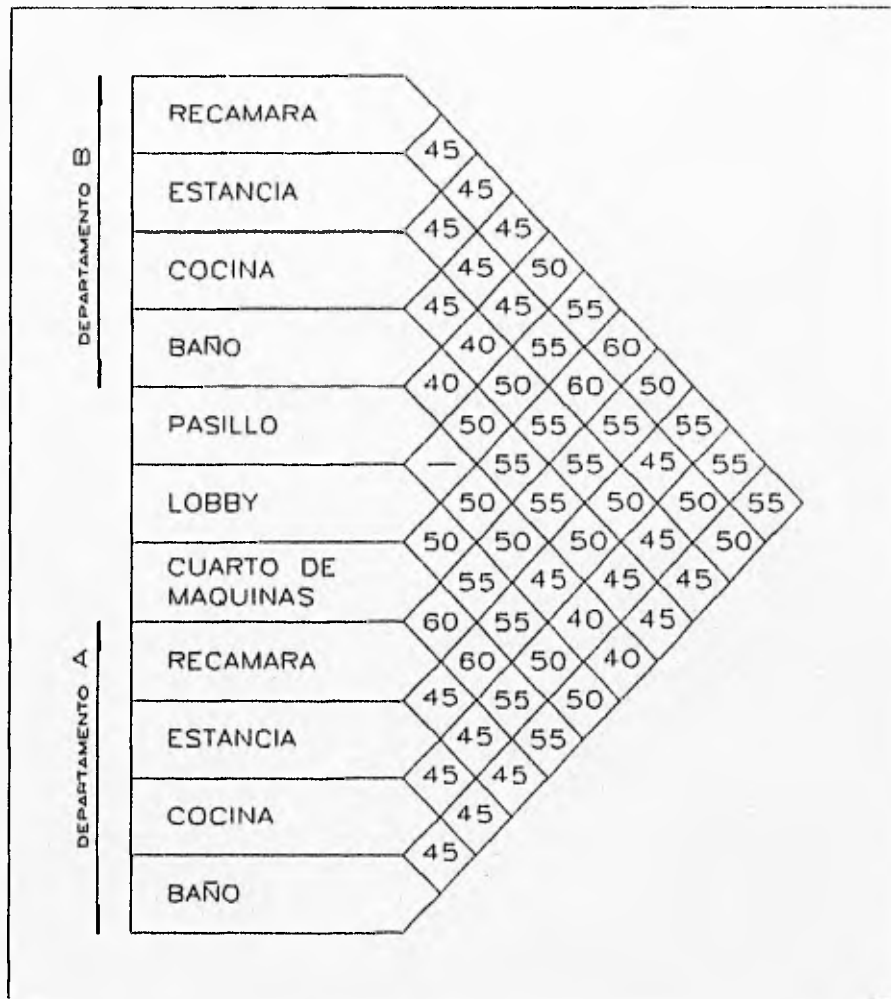 DEPARTAMENTO B
RECAMARA
45
ESTANCIA 45
45 45
COCINA 45 50
45 45 55
BAÑO 40 55 60
40 50 60 50
PASILLO 50 55 55 55
— 55 55 45 55
LOBBY 50 55 50 50 55
50 50 50 45 50
CUARTO DE
MAQUINAS 55 45 45 45
60 55 40 45
DEPARTAMENTO A
RECAMARA 60 50 40
45 55 50
ESTANCIA 45 55
45 45
COCINA 45
45
BAÑO